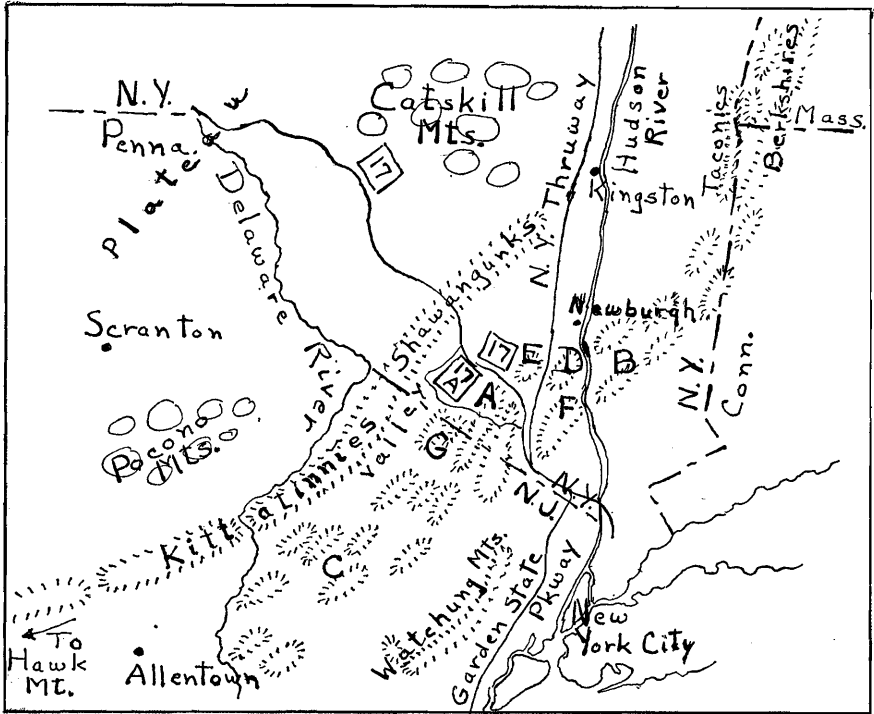 N.Y.
Penna.
Plateau
Catskill
Mts.
17
Delaware
River
N.Y. Thruway
Hudson
River
Kingston
Taconics
Berkshires
Mass.
Shawangunks
Newburgh
Scranton
17
17
A
A
E
D
B
F
G
N.Y.
Conn.
Pocono
Mts.
Kittatinnies
Valley
N.Y.
N.J.
C
Watchung Mts.
Garden State
Pkway
New
York City
To
Hawk
Mt.
Allentown